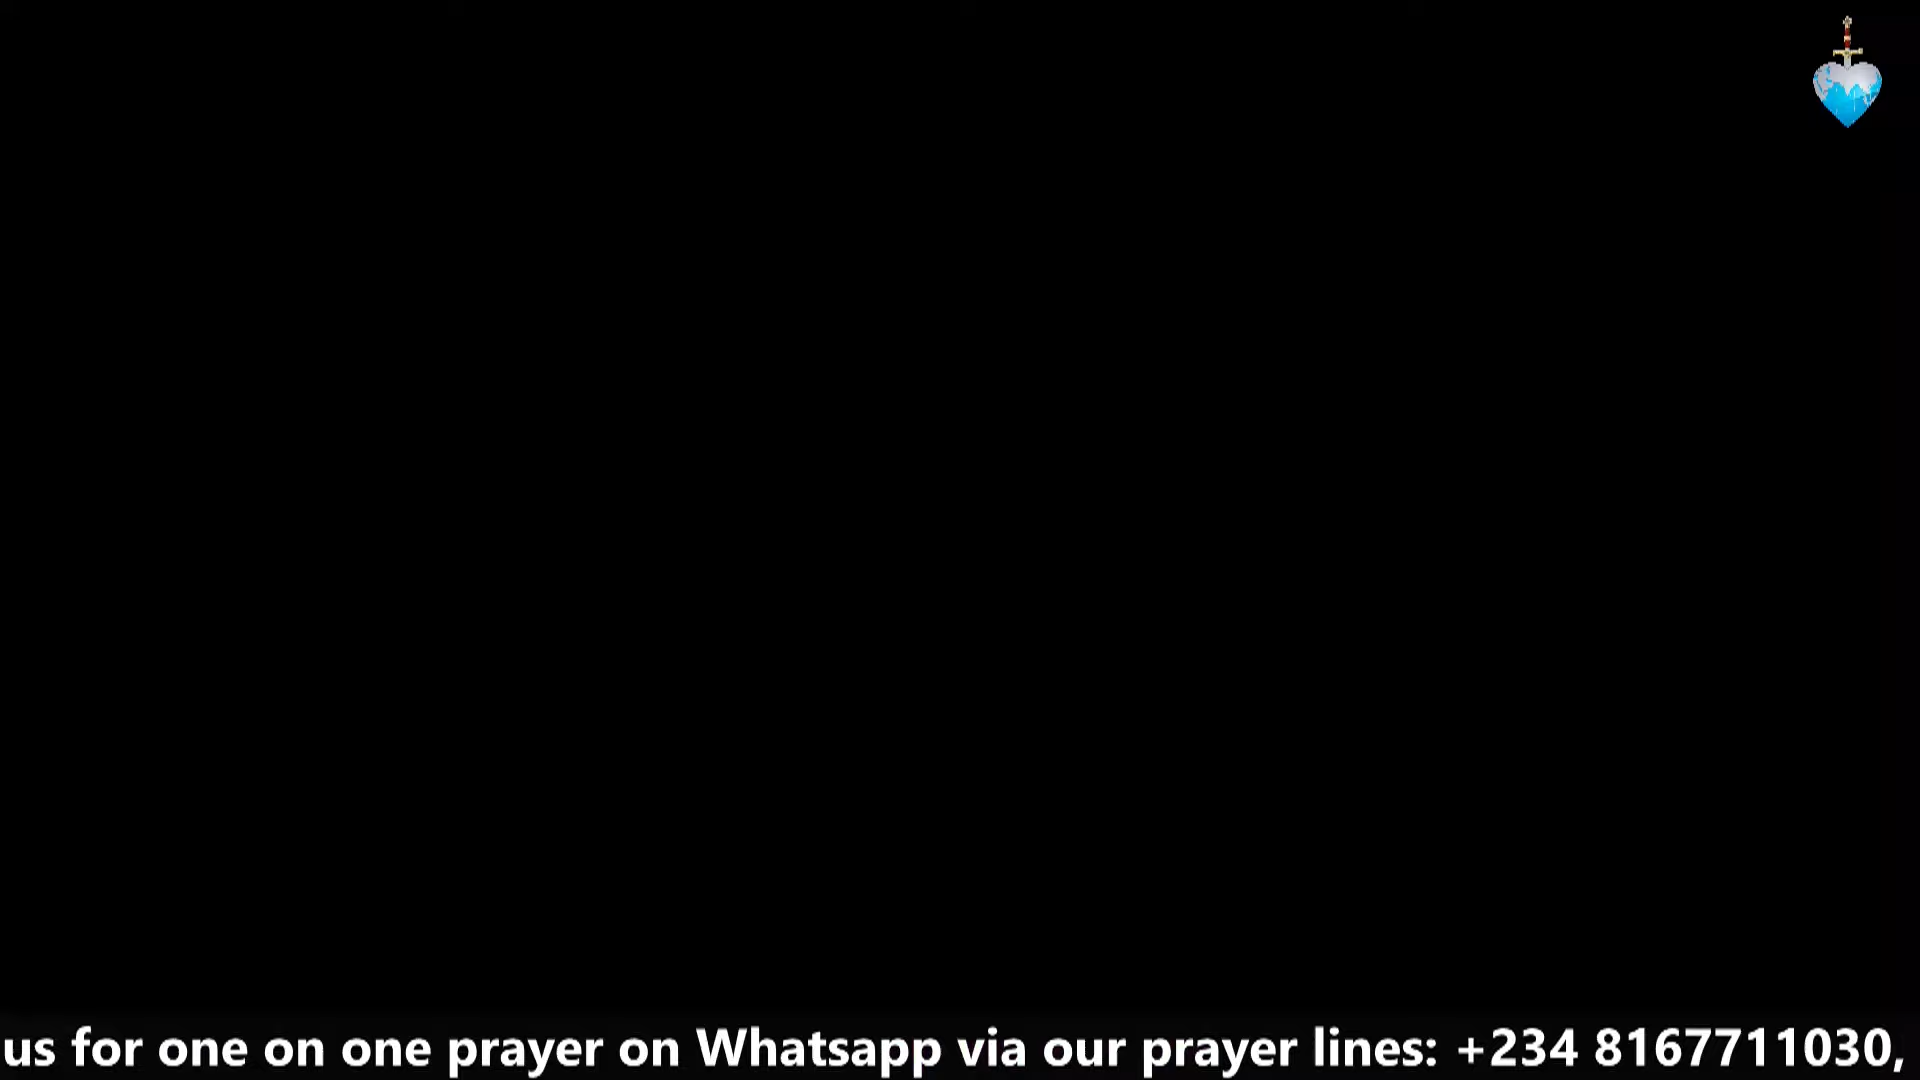 us for one on one prayer on Whatsapp via our prayer lines: +234 8167711030,